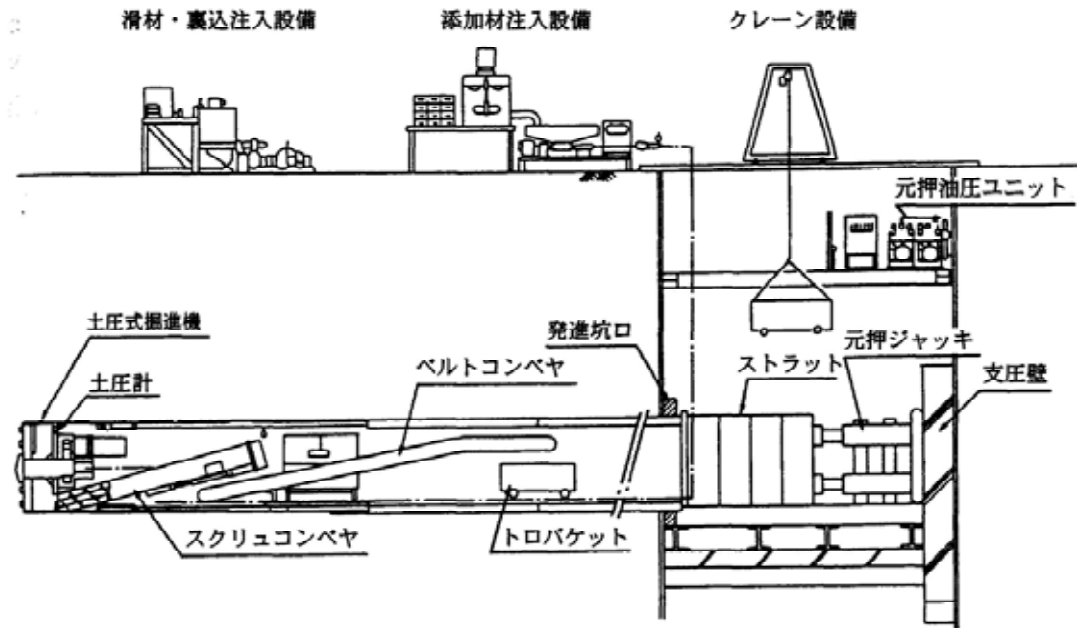 滑材・裏込注入設備
添加材注入設備
クレーン設備
元押油圧ユニット
土圧式掘進機
発進坑口
元押ジャッキ
ベルトコンベヤ
ストラット
支圧壁
土圧計
スクリュコンベヤ
トロバケット